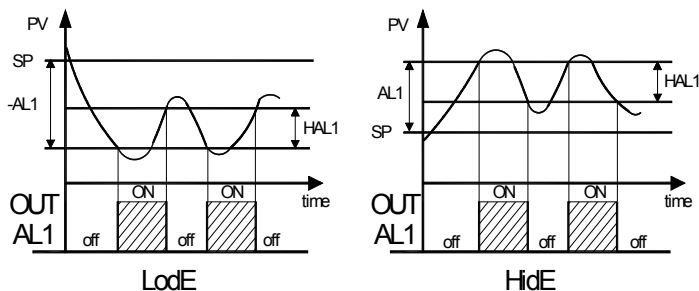 PV
SP
-AL1
HAL1
ON ON
time
OUT
AL1
off off off
LodE
PV
AL1
HAL1
SP
ON ON
time
OUT
AL1
off off off
HidE